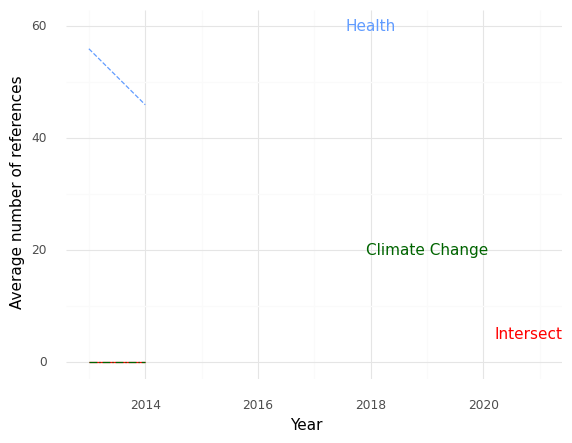 60
Health
40
Average number of references
20
Climate Change
Intersect
0
2014
2016
2018
2020
Year